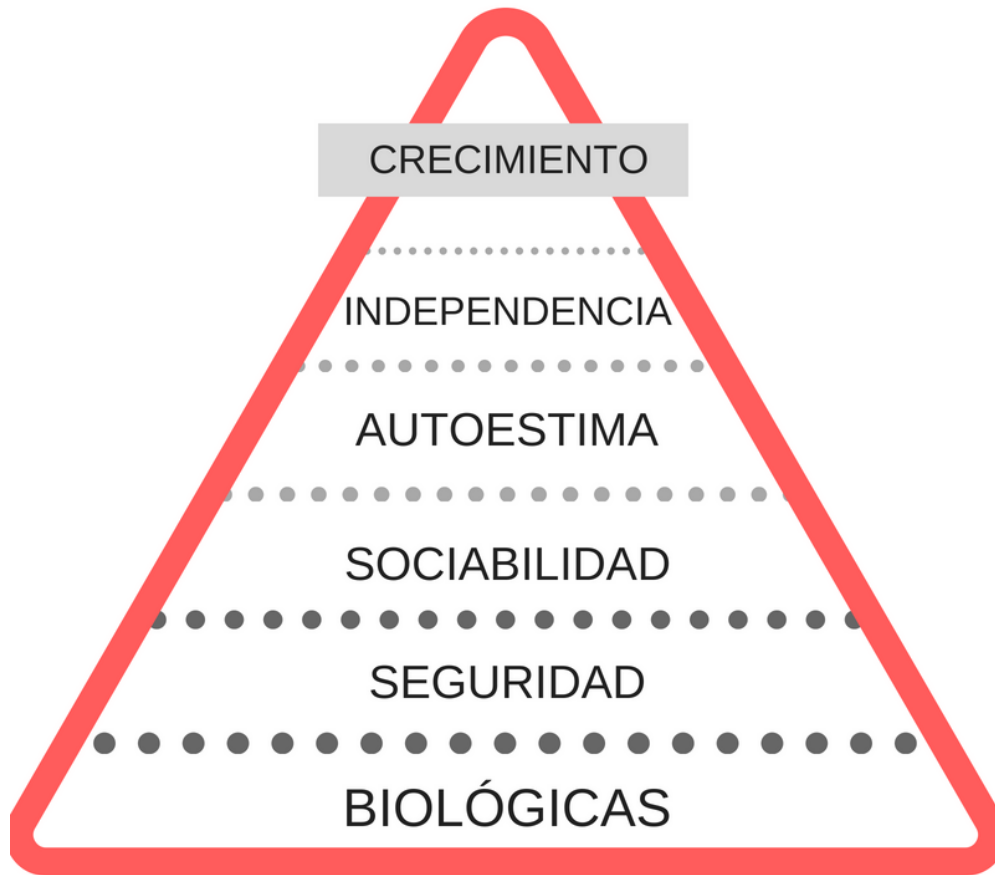 CRECIMIENTO
INDEPENDENCIA
AUTOESTIMA
SOCIABILIDAD
SEGURIDAD
BIOLÓGICAS